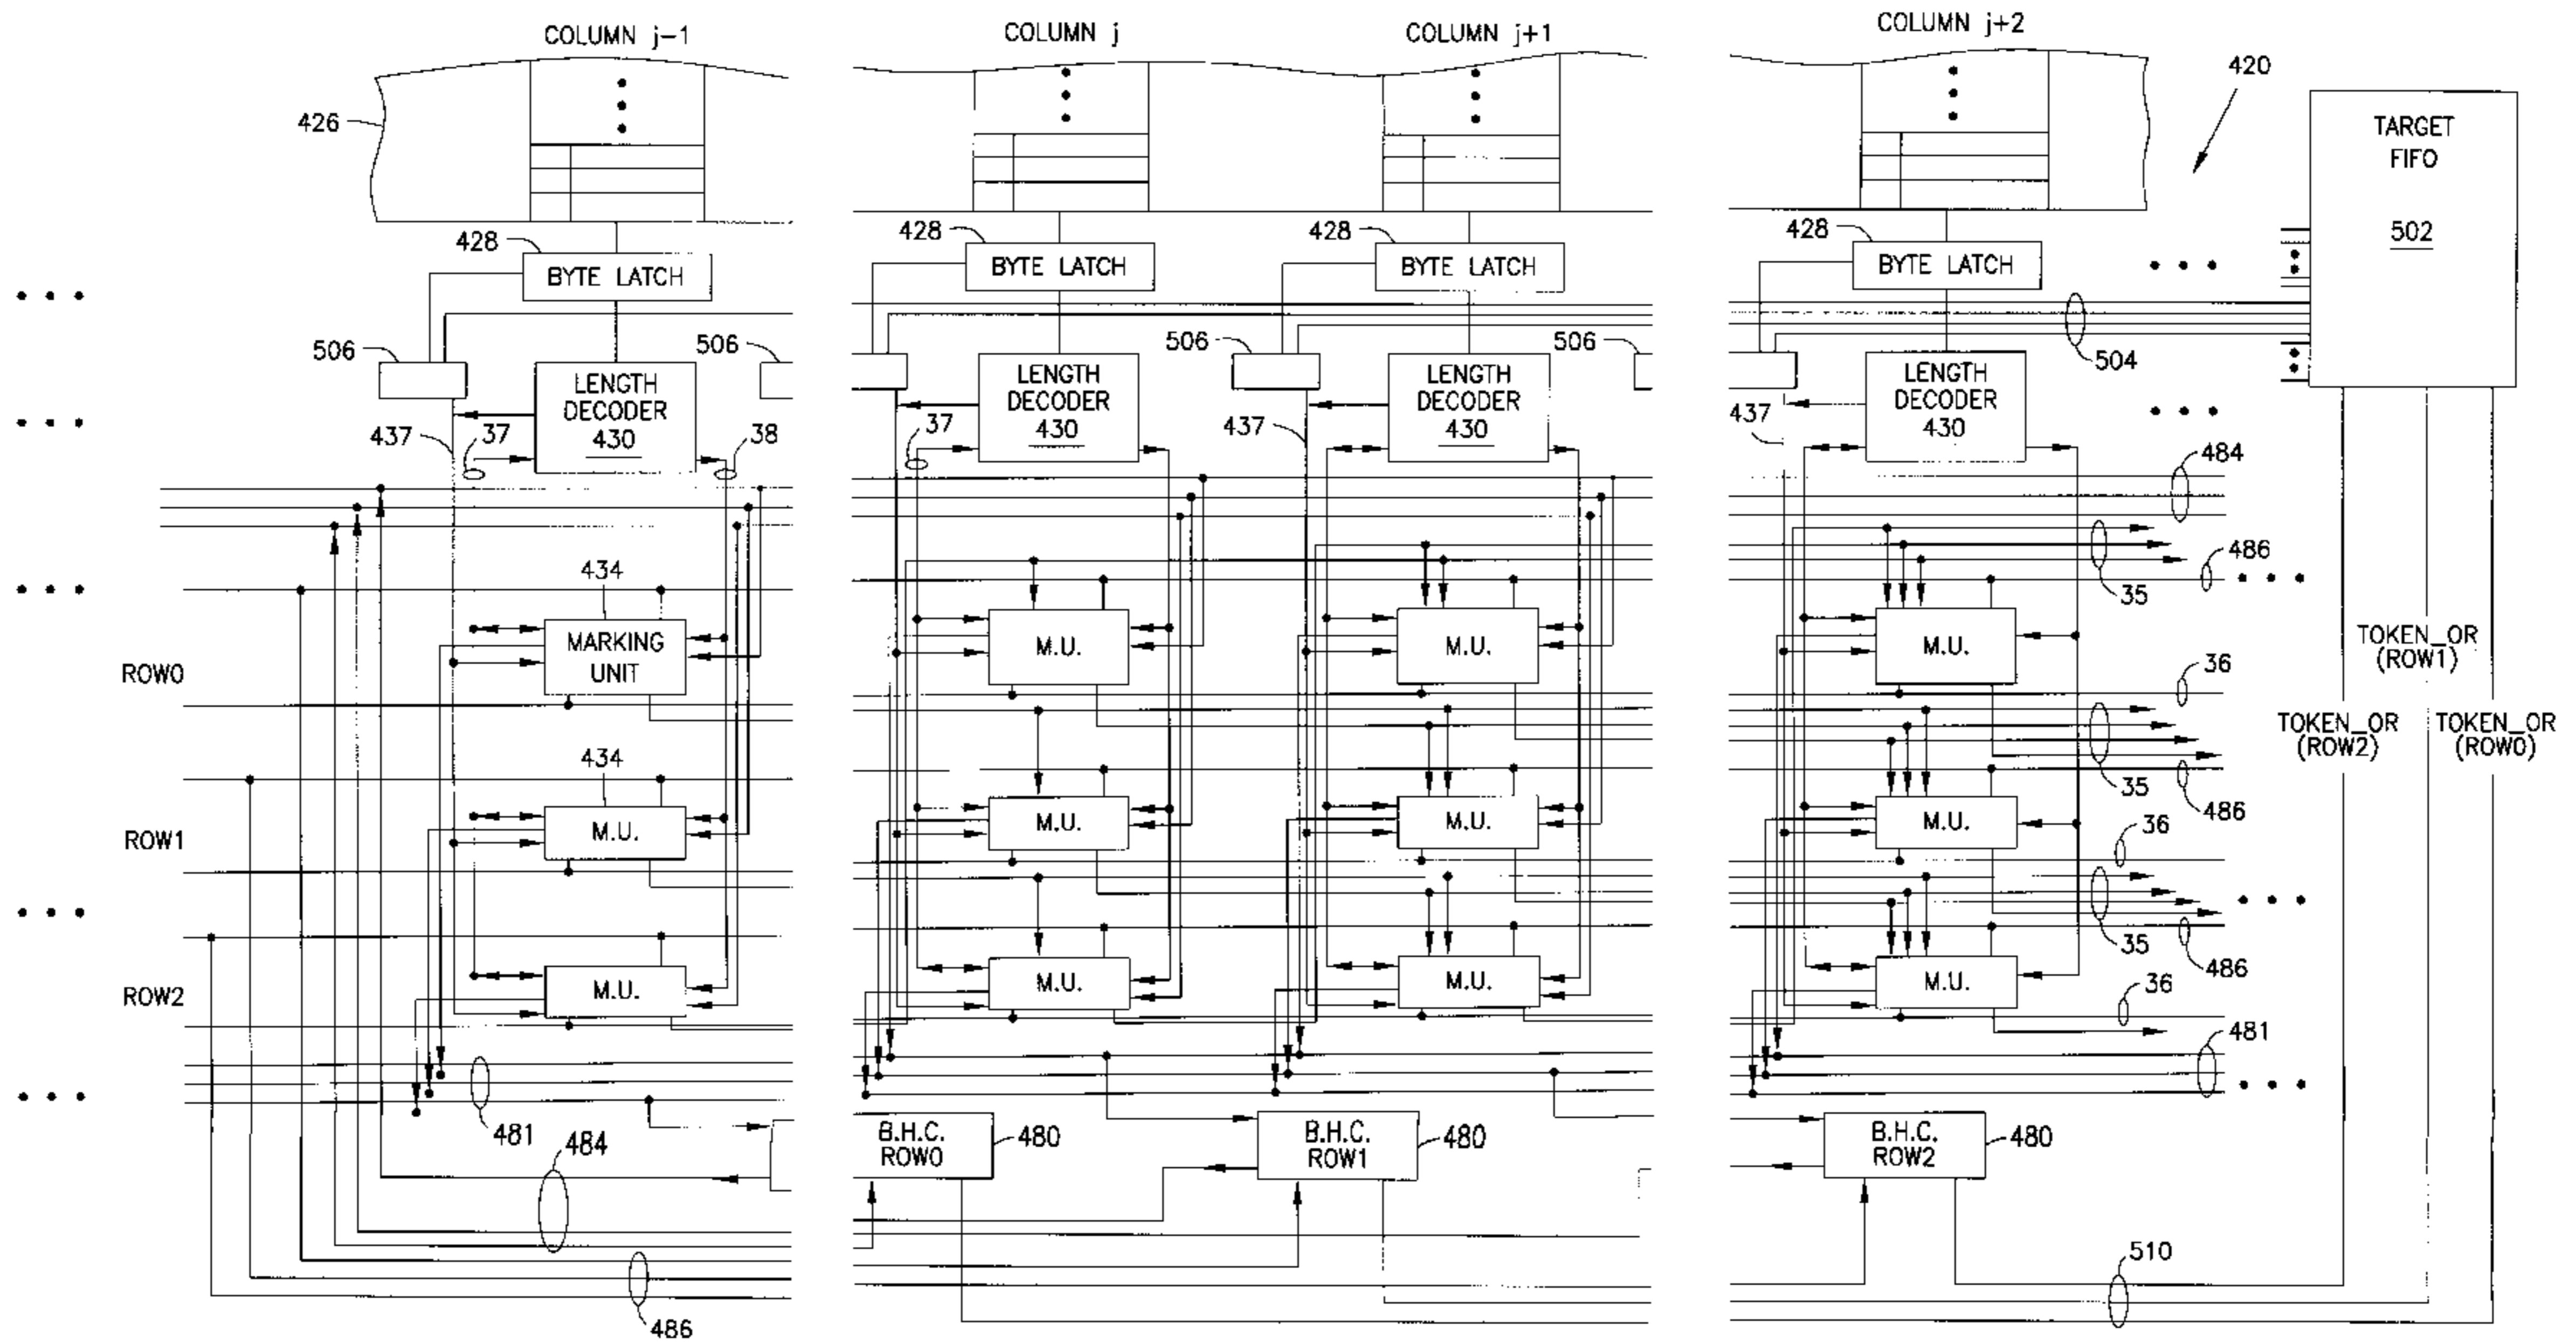 COLUMN j-1
COLUMN j
COLUMN j+1
COLUMN j+2
420
426
TARGET
FIFO
502
428
428
428
428
BYTE LATCH
BYTE LATCH
BYTE LATCH
BYTE LATCH
506
506
506
506
504
LENGTH
DECODER
430
LENGTH
DECODER
430
LENGTH
DECODER
430
LENGTH
DECODER
430
437
37
38
37
437
437
484
434
486
35
ROW0
MARKING
UNIT
M.U.
M.U.
M.U.
TOKEN_OR
(ROW1)
36
TOKEN_OR
(ROW2)
TOKEN_OR
(ROW0)
434
35
486
ROW1
M.U.
M.U.
M.U.
M.U.
36
35
486
ROW2
M.U.
M.U.
M.U.
M.U.
36
481
481
484
B.H.C.
ROW0
480
B.H.C.
ROW1
480
B.H.C.
ROW2
480
510
486